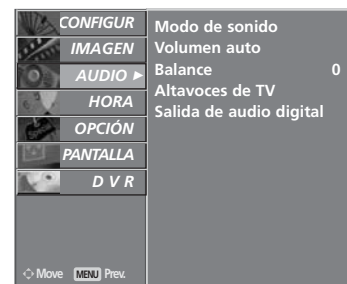 CONFIGUR
IMAGEN
AUDIO ►
HORA
OPCIÓN
PANTALLA
D V R
Move MENU Prev.
Modo de sonido
Volumen auto
Balance 0
Altavoces de TV
Salida de audio digital